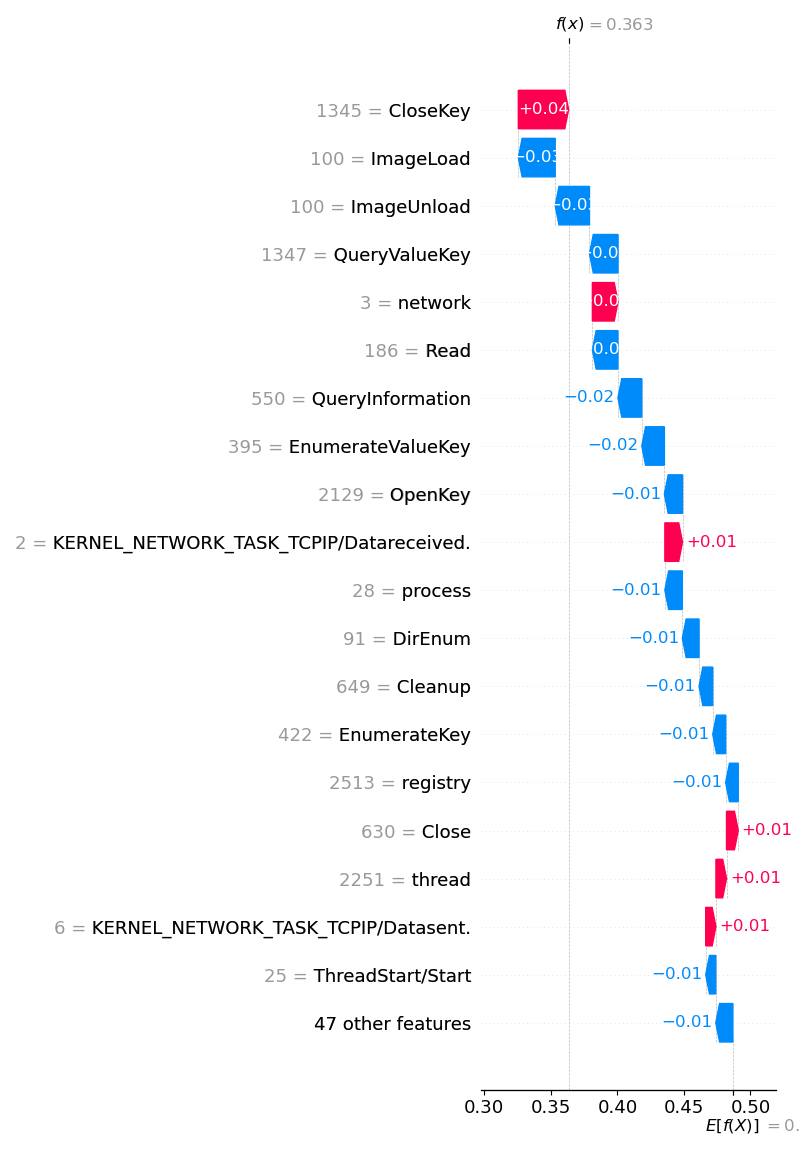 f(x) = 0.363
1345 = CloseKey +0.04
100 = ImageLoad −0.03
100 = ImageUnload
1347 = QueryValueKey
3 = network
186 = Read
550 = QueryInformation −0.02
395 = EnumerateValueKey −0.02
2129 = OpenKey −0.01
2 = KERNEL_NETWORK_TASK_TCPIP/Datareceived. +0.01
28 = process −0.01
91 = DirEnum −0.01
649 = Cleanup −0.01
422 = EnumerateKey −0.01
2513 = registry −0.01
630 = Close +0.01
2251 = thread +0.01
6 = KERNEL_NETWORK_TASK_TCPIP/Datasent. +0.01
25 = ThreadStart/Start −0.01
47 other features −0.01
0.30 0.35 0.40 0.45 0.50
E[f(X)] = 0.